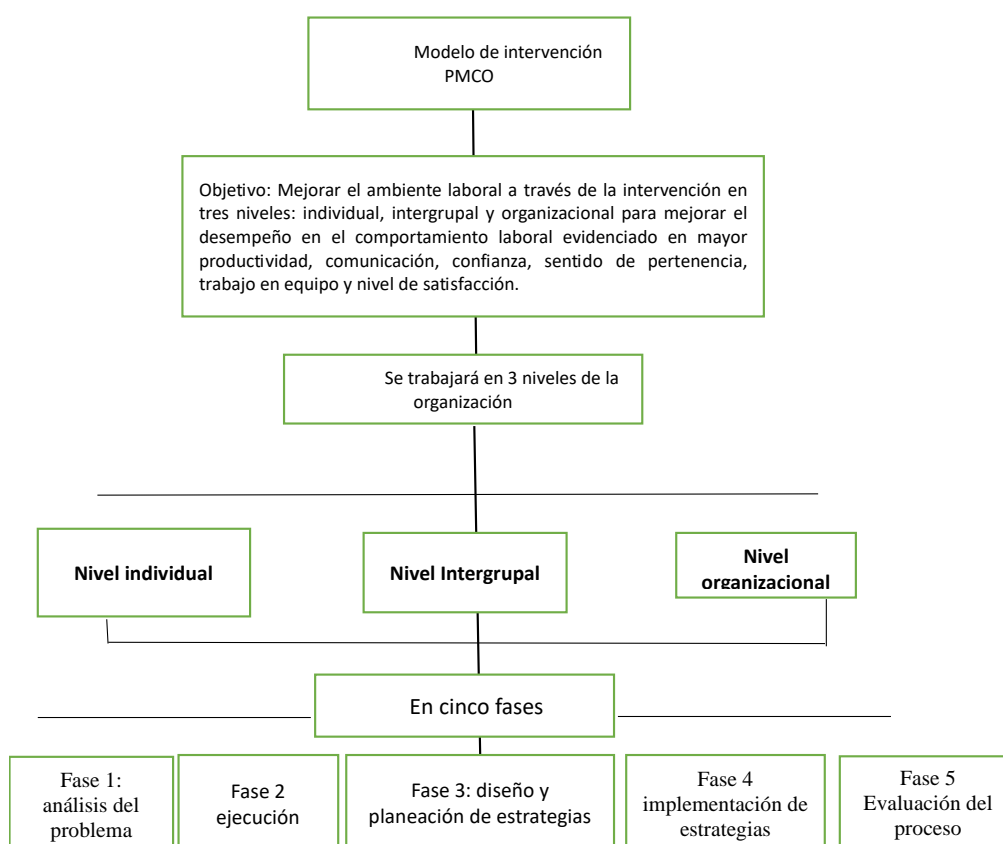 Modelo de intervención
PMCO
Objetivo: Mejorar el ambiente laboral a través de la intervención en
tres niveles: individual, intergrupal y organizacional para mejorar el
desempeño en el comportamiento laboral evidenciado en mayor
productividad, comunicación, confianza, sentido de pertenencia,
trabajo en equipo y nivel de satisfacción.
Se trabajará en 3 niveles de la
organización
Nivel individual
Nivel Intergrupal
Nivel
organizacional
En cinco fases
Fase 1:
análisis del
problema
Fase 2
ejecución
Fase 3: diseño y
planeación de estrategias
Fase 4
implementación de
estrategias
Fase 5
Evaluación del
proceso